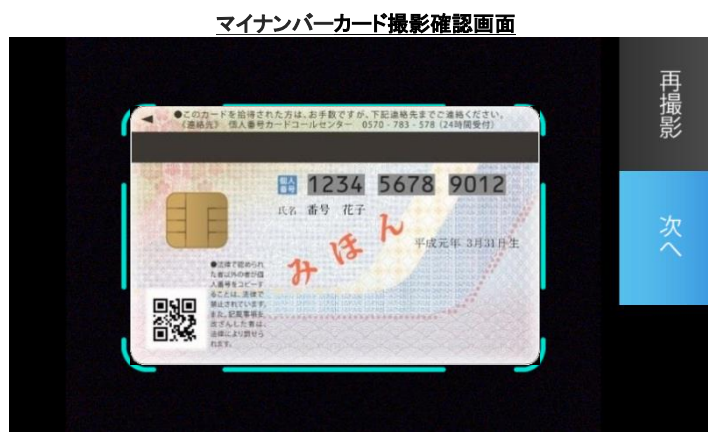 マイナンバーカード撮影確認画面
●このカードを拾得された方は、お手数ですが、下記連絡先までご連絡ください。
《連絡先》 個人番号カードコールセンター 0570-783-578 (24時間受付)
個人番号 1234 5678 9012
氏名 番号 花子
平成元年 3月31日生
みほん
●法律で認められ
た者以外の者が個
人番号をコピーす
ることは、法律で
禁止されています。
また、記載事項を
改ざんした者は、
法律により罰せら
れます。
再撮影
次へ